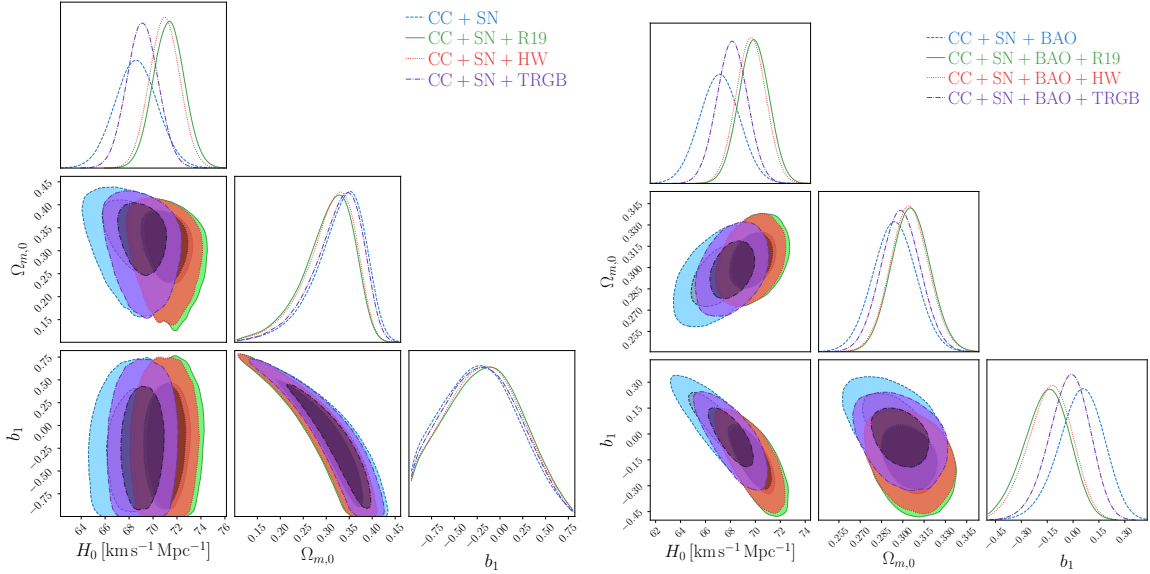 CC + SN
CC + SN + R19
CC + SN + HW
CC + SN + TRGB
0.45
0.40
0.35
0.30
0.25
0.20
0.15
Ω_{m,0}
0.75
0.50
0.25
0.00
−0.25
−0.50
−0.75
b_1
64 66 68 70 72 74 76
H_0 [km s^{−1} Mpc^{−1}]
0.15 0.20 0.25 0.30 0.35 0.40 0.45
Ω_{m,0}
−0.75 −0.50 −0.25 0.00 0.25 0.50 0.75
b_1
CC + SN + BAO
CC + SN + BAO + R19
CC + SN + BAO + HW
CC + SN + BAO + TRGB
0.345
0.330
0.315
0.300
0.285
0.270
0.255
Ω_{m,0}
0.30
0.15
0.00
−0.15
−0.30
−0.45
b_1
62 64 66 68 70 72 74
H_0 [km s^{−1} Mpc^{−1}]
0.255 0.270 0.285 0.300 0.315 0.330 0.345
Ω_{m,0}
−0.45 −0.30 −0.15 0.00 0.15 0.30
b_1